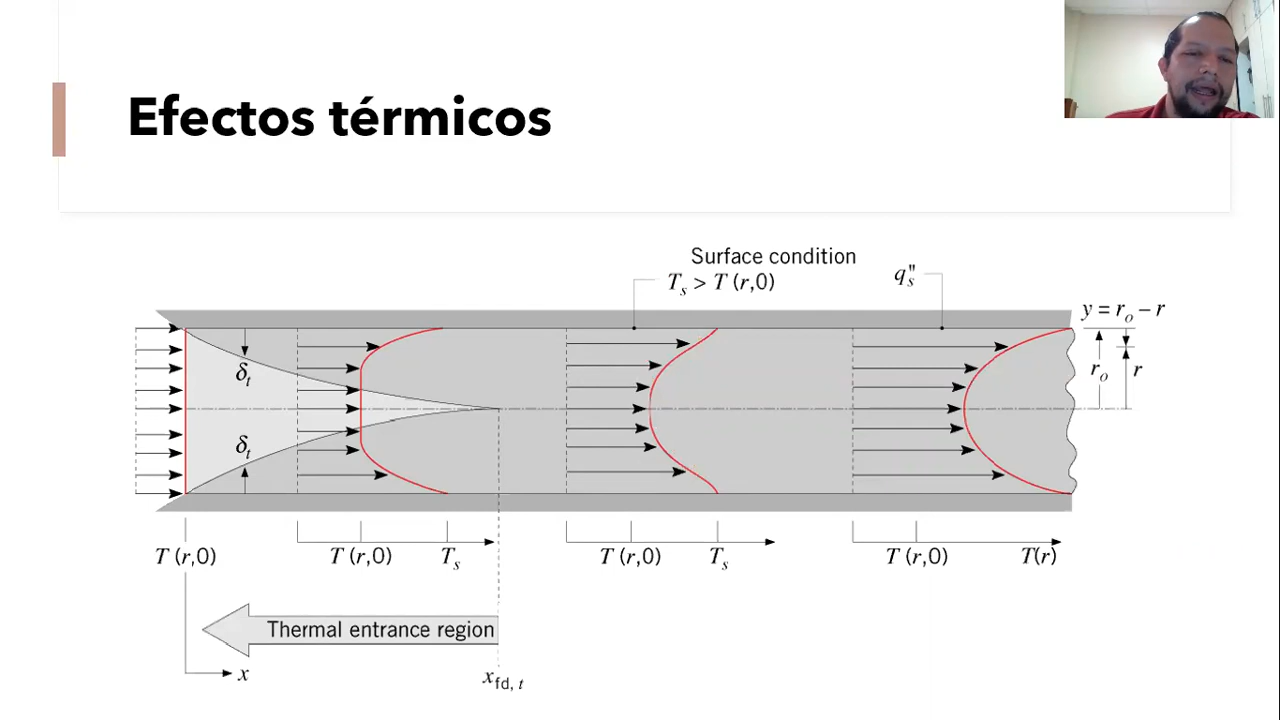 Efectos térmicos
Surface condition
T_s > T (r,0)
q_s"
y = r_o – r
δ_t
r_o
r
δ_t
T (r,0)
T (r,0)
T_s
T (r,0)
T_s
T (r,0)
T(r)
Thermal entrance region
x
x_fd, t